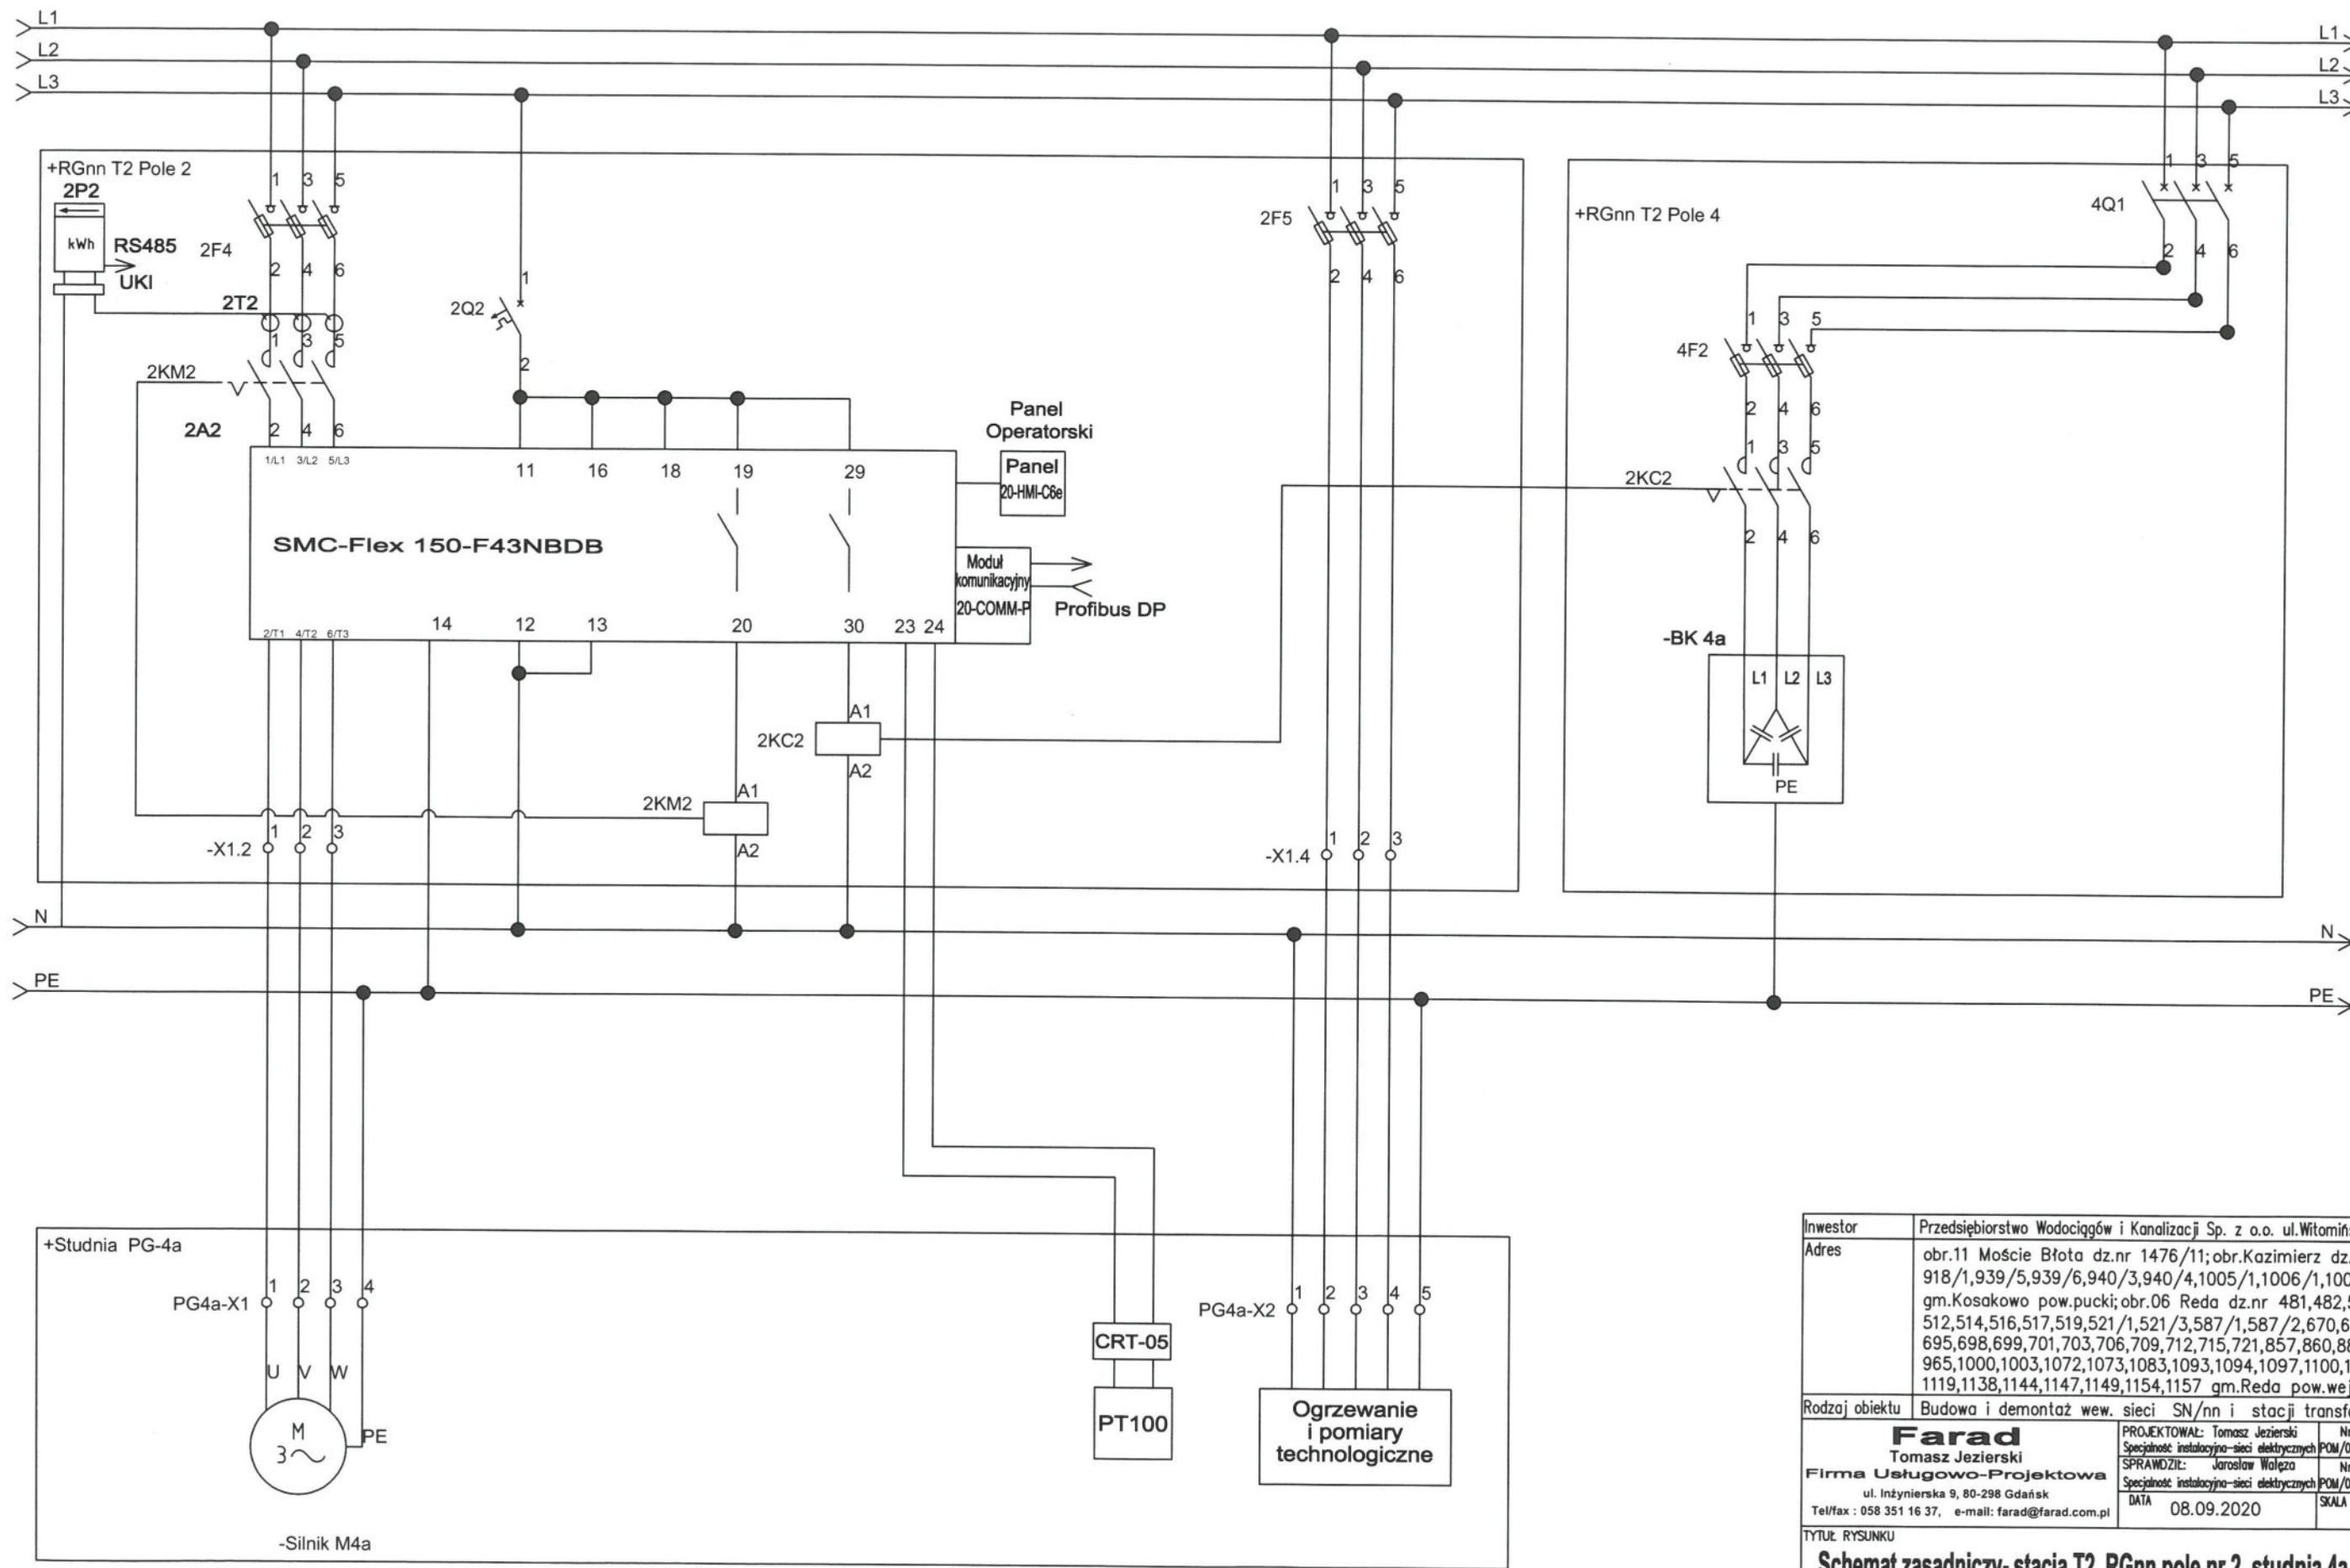 L1
L2
L3
L1
L2
L3
+RGnn T2 Pole 2
2P2
kWh
RS485
UKI
2F4
1 3 5
2 4 6
2T2
1 3 5
2KM2
2A2
2 4 6
1/L1 3/L2 5/L3
2Q2
1
2
11 16 18 19 29
SMC-Flex 150-F43NBDB
Panel
Operatorski
Panel
20-HMI-C6e
Moduł
komunikacyjny
20-COMM-P
Profibus DP
2/T1 4/T2 6/T3
14 12 13 20 30 23 24
2KC2
A1
A2
2KM2
A1
A2
-X1.2
1 2 3
2F5
1 3 5
2 4 6
-X1.4
1 2 3
+RGnn T2 Pole 4
4Q1
1 3 5
2 4 6
4F2
1 3 5
2 4 6
1 3 5
2KC2
2 4 6
-BK 4a
L1 L2 L3
PE
N
N
PE
PE
+Studnia PG-4a
PG4a-X1
1 2 3 4
U V W
M
3
PE
-Silnik M4a
CRT-05
PT100
PG4a-X2
1 2 3 4 5
Ogrzewanie
i pomiary
technologiczne
Inwestor
Przedsiębiorstwo Wodociągów i Kanalizacji Sp. z o.o. ul.Witomiń
Adres
obr.11 Moście Błota dz.nr 1476/11;obr.Kazimierz dz.
918/1,939/5,939/6,940/3,940/4,1005/1,1006/1,100
gm.Kosakowo pow.pucki;obr.06 Reda dz.nr 481,482,
512,514,516,517,519,521/1,521/3,587/1,587/2,670,6
695,698,699,701,703,706,709,712,715,721,857,860,88
965,1000,1003,1072,1073,1083,1093,1094,1097,1100,1
1119,1138,1144,1147,1149,1154,1157 gm.Reda pow.wej
Rodzaj obiektu
Budowa i demontaż wew. sieci SN/nn i stacji transf
Farad
Tomasz Jezierski
Firma Usługowo-Projektowa
ul. Inżynierska 9, 80-298 Gdańsk
Tel/fax : 058 351 16 37, e-mail: farad@farad.com.pl
PROJEKTOWAŁ: Tomasz Jezierski
Nr
Specjalność instalacyjna-sieci elektrycznych
POM/0
SPRAWDZIŁ: Jarosław Wałęza
Nr
Specjalność instalacyjna-sieci elektrycznych
POM/0
DATA
08.09.2020
SKALA
TYTUŁ RYSUNKU
Schemat zasadniczy- stacja T2, RGnn pole nr 2, studnia 4a